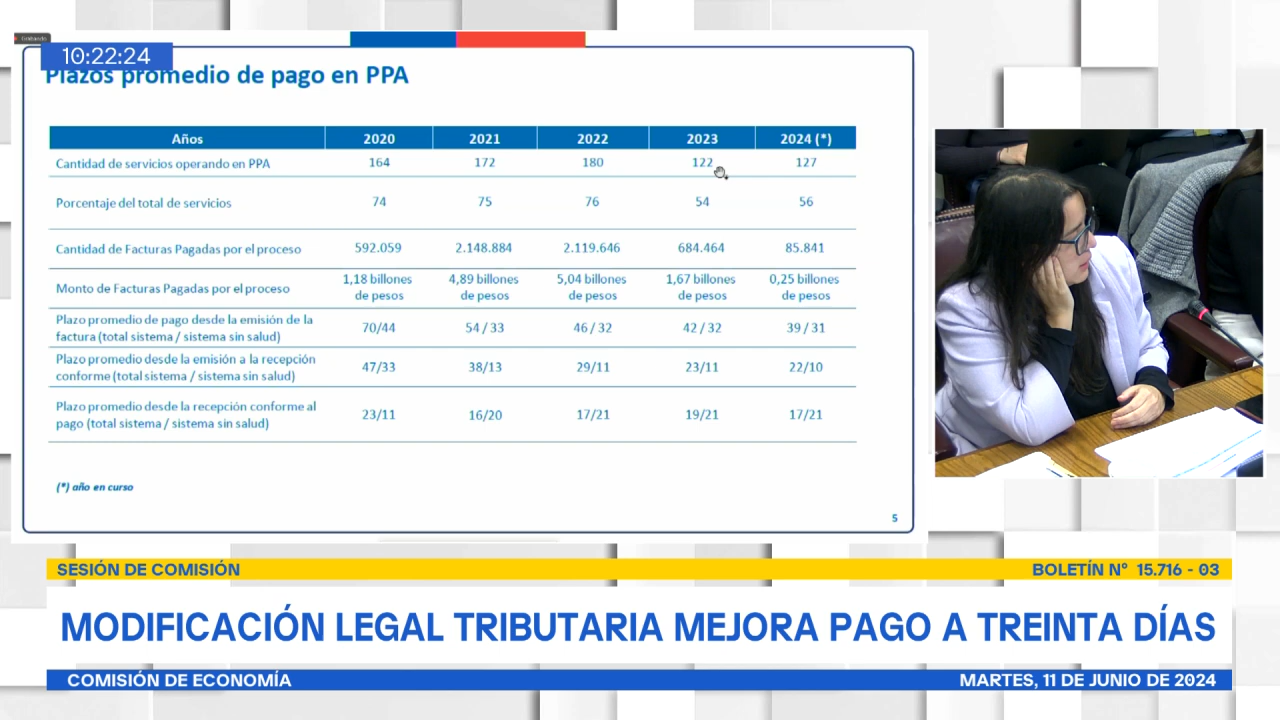 Grabando
10:22:24
Plazos promedio de pago en PPA
Años 2020 2021 2022 2023 2024 (*)
Cantidad de servicios operando en PPA 164 172 180 122 127
Porcentaje del total de servicios 74 75 76 54 56
Cantidad de Facturas Pagadas por el proceso 592.059 2.148.884 2.119.646 684.464 85.841
Monto de Facturas Pagadas por el proceso 1,18 billones de pesos 4,89 billones de pesos 5,04 billones de pesos 1,67 billones de pesos 0,25 billones de pesos
Plazo promedio de pago desde la emisión de la
factura (total sistema / sistema sin salud) 70/44 54 / 33 46 / 32 42 / 32 39 / 31
Plazo promedio desde la emisión a la recepción
conforme (total sistema / sistema sin salud) 47/33 38/13 29/11 23/11 22/10
Plazo promedio desde la recepción conforme al
pago (total sistema / sistema sin salud) 23/11 16/20 17/21 19/21 17/21
(*) año en curso
5
SESIÓN DE COMISIÓN
BOLETÍN N° 15.716 - 03
MODIFICACIÓN LEGAL TRIBUTARIA MEJORA PAGO A TREINTA DÍAS
COMISIÓN DE ECONOMÍA
MARTES, 11 DE JUNIO DE 2024